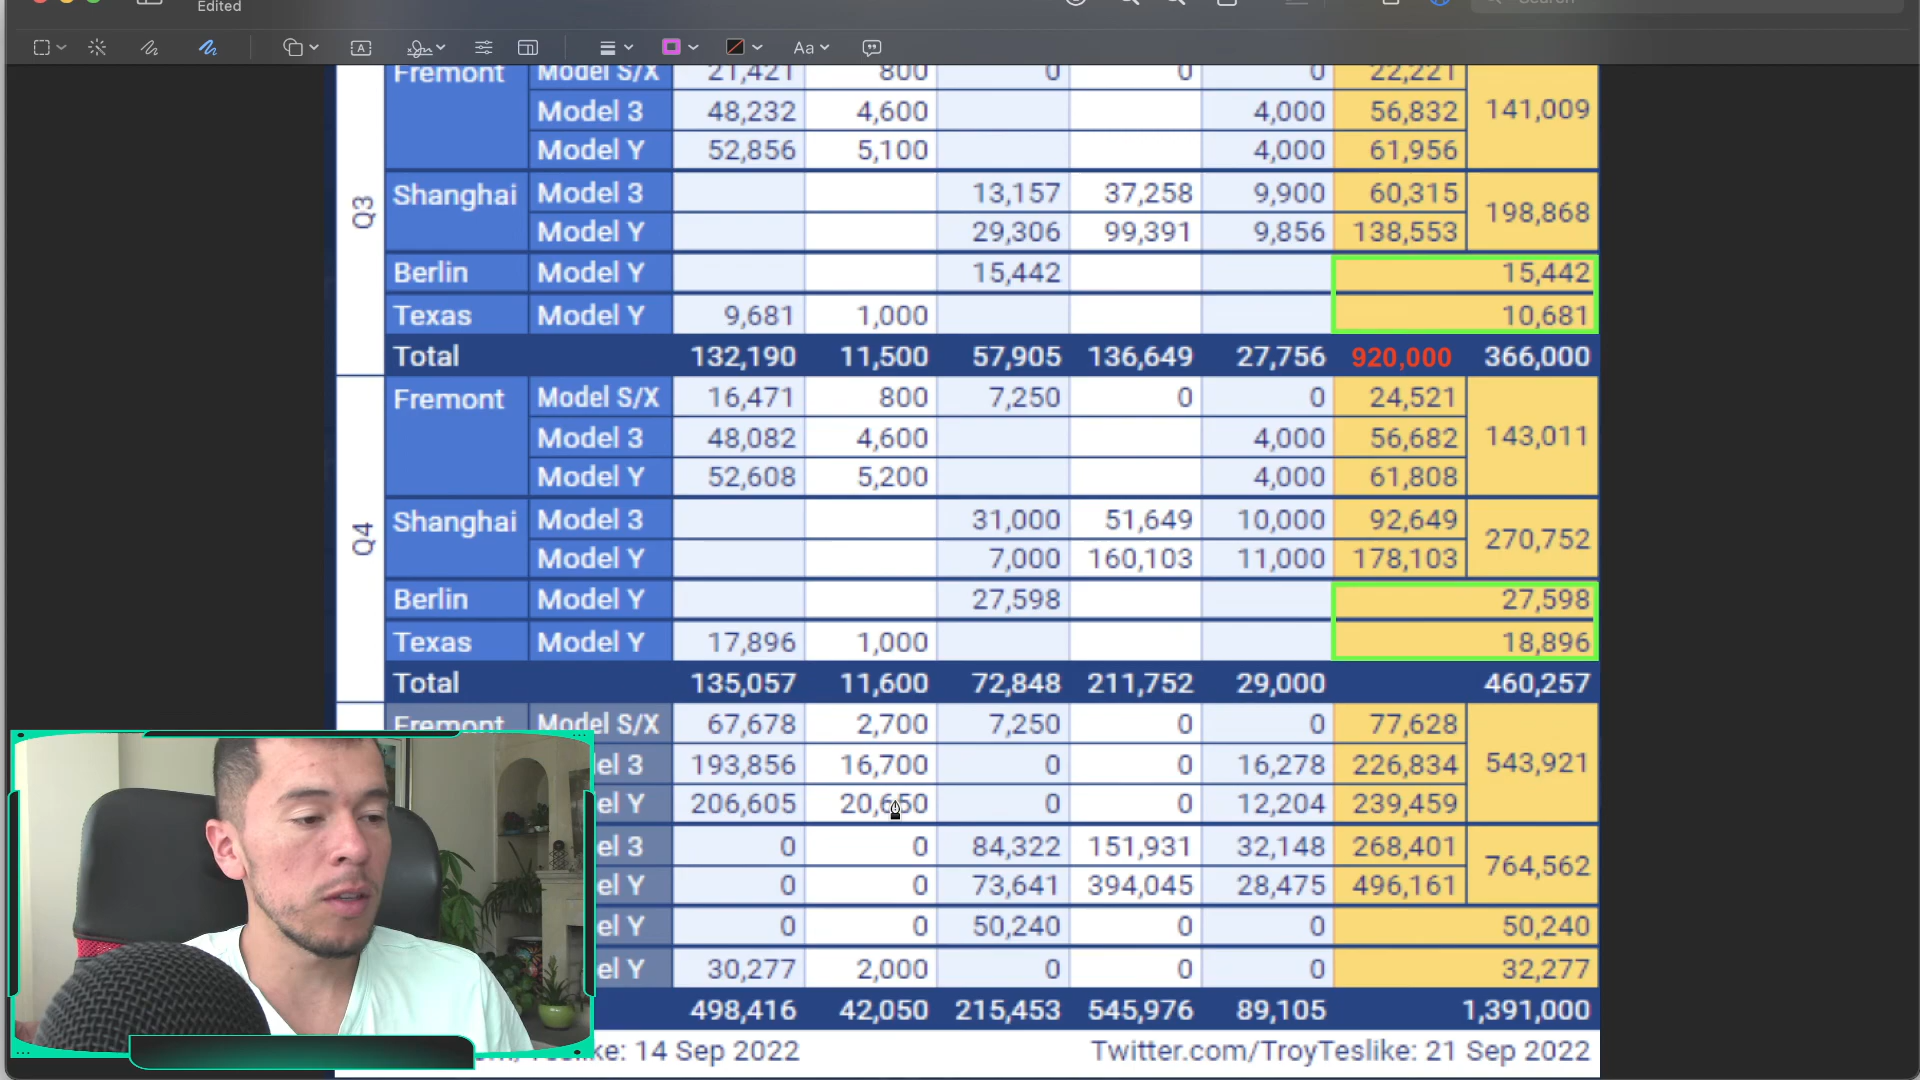 Edited
Search
A
Aa
Fremont Model S/X 21,421 800 0 0 0 22,221
141,009
Model 3 48,232 4,600 4,000 56,832
Model Y 52,856 5,100 4,000 61,956
Q3
Shanghai Model 3 13,157 37,258 9,900 60,315
198,868
Model Y 29,306 99,391 9,856 138,553
Berlin Model Y 15,442 15,442
Texas Model Y 9,681 1,000 10,681
Total 132,190 11,500 57,905 136,649 27,756 920,000 366,000
Fremont Model S/X 16,471 800 7,250 0 0 24,521
143,011
Model 3 48,082 4,600 4,000 56,682
Model Y 52,608 5,200 4,000 61,808
Q4
Shanghai Model 3 31,000 51,649 10,000 92,649
270,752
Model Y 7,000 160,103 11,000 178,103
Berlin Model Y 27,598 27,598
Texas Model Y 17,896 1,000 18,896
Total 135,057 11,600 72,848 211,752 29,000 460,257
Fremont Model S/X 67,678 2,700 7,250 0 0 77,628
543,921
el 3 193,856 16,700 0 0 16,278 226,834
el Y 206,605 20,650 0 0 12,204 239,459
el 3 0 0 84,322 151,931 32,148 268,401
764,562
el Y 0 0 73,641 394,045 28,475 496,161
el Y 0 0 50,240 0 0 50,240
el Y 30,277 2,000 0 0 0 32,277
498,416 42,050 215,453 545,976 89,105 1,391,000
ke: 14 Sep 2022 Twitter.com/TroyTeslike: 21 Sep 2022